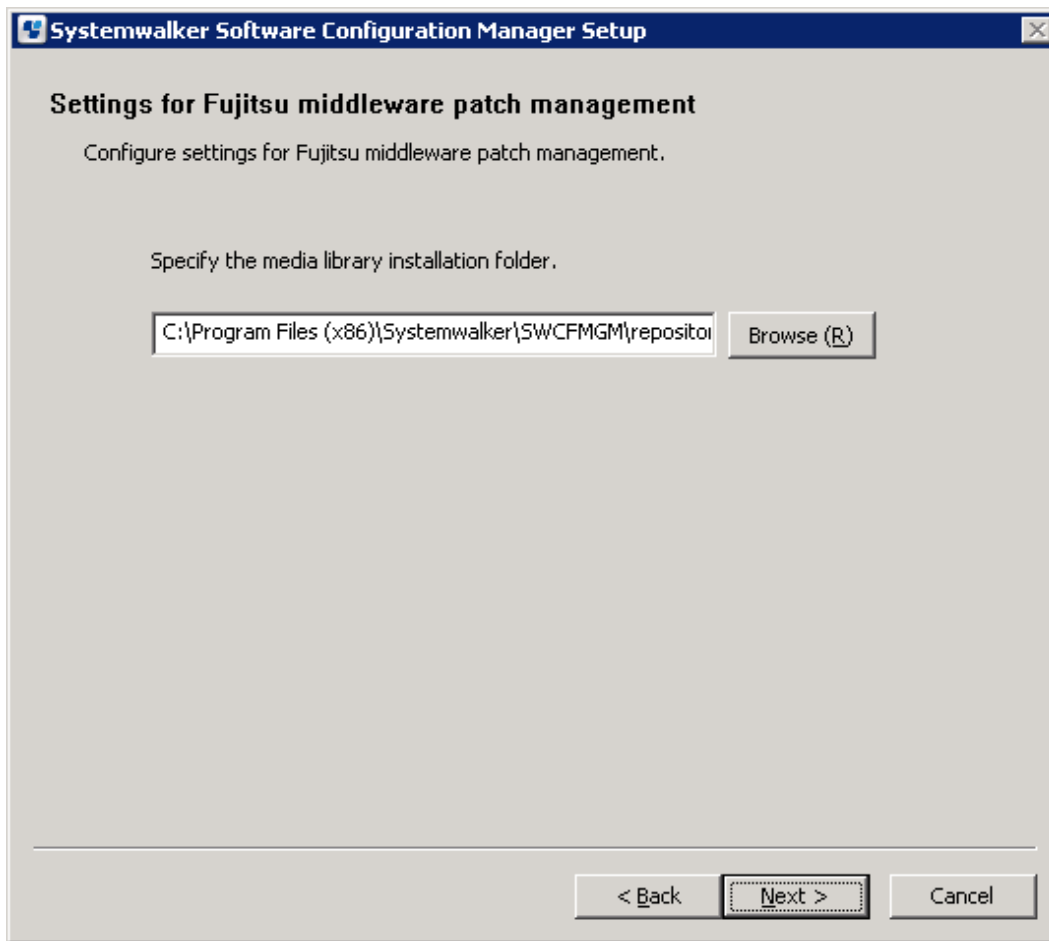 Systemwalker Software Configuration Manager Setup
Settings for Fujitsu middleware patch management
Configure settings for Fujitsu middleware patch management.
Specify the media library installation folder.
C:\Program Files (x86)\Systemwalker\SWCFMGM\repositor
Browse (R)
< Back
Next >
Cancel